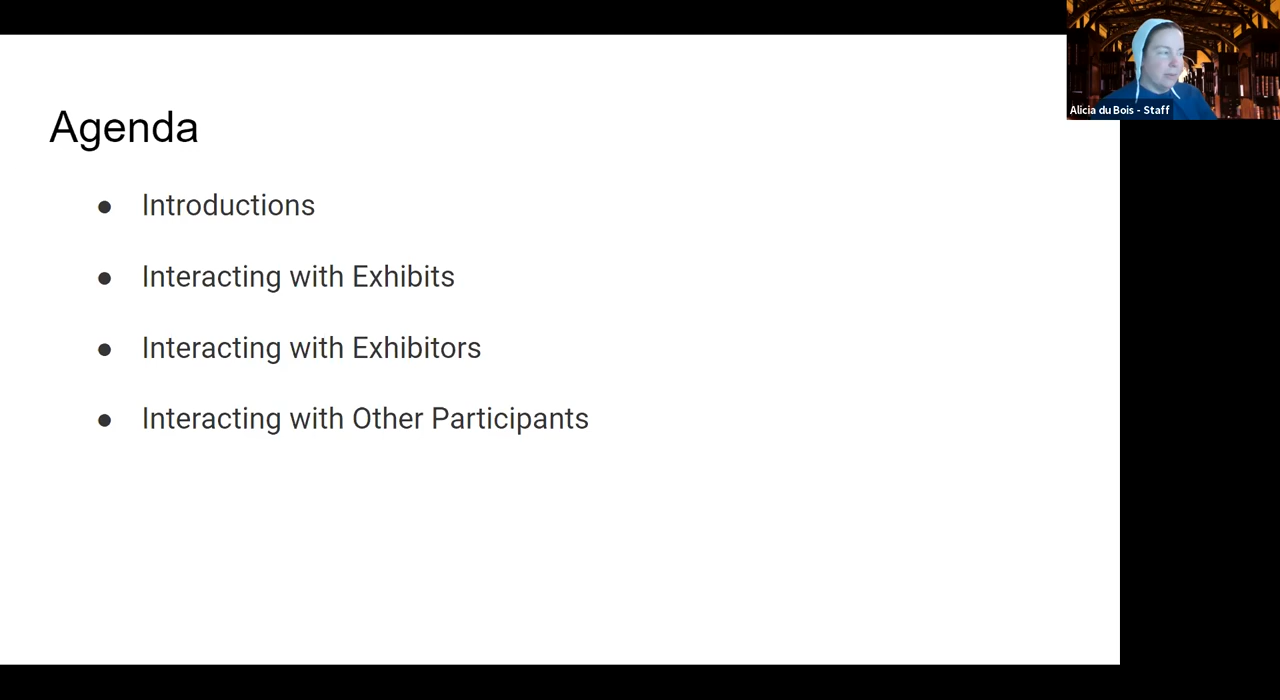 Agenda
● Introductions
● Interacting with Exhibits
● Interacting with Exhibitors
● Interacting with Other Participants
Alicia du Bois - Staff